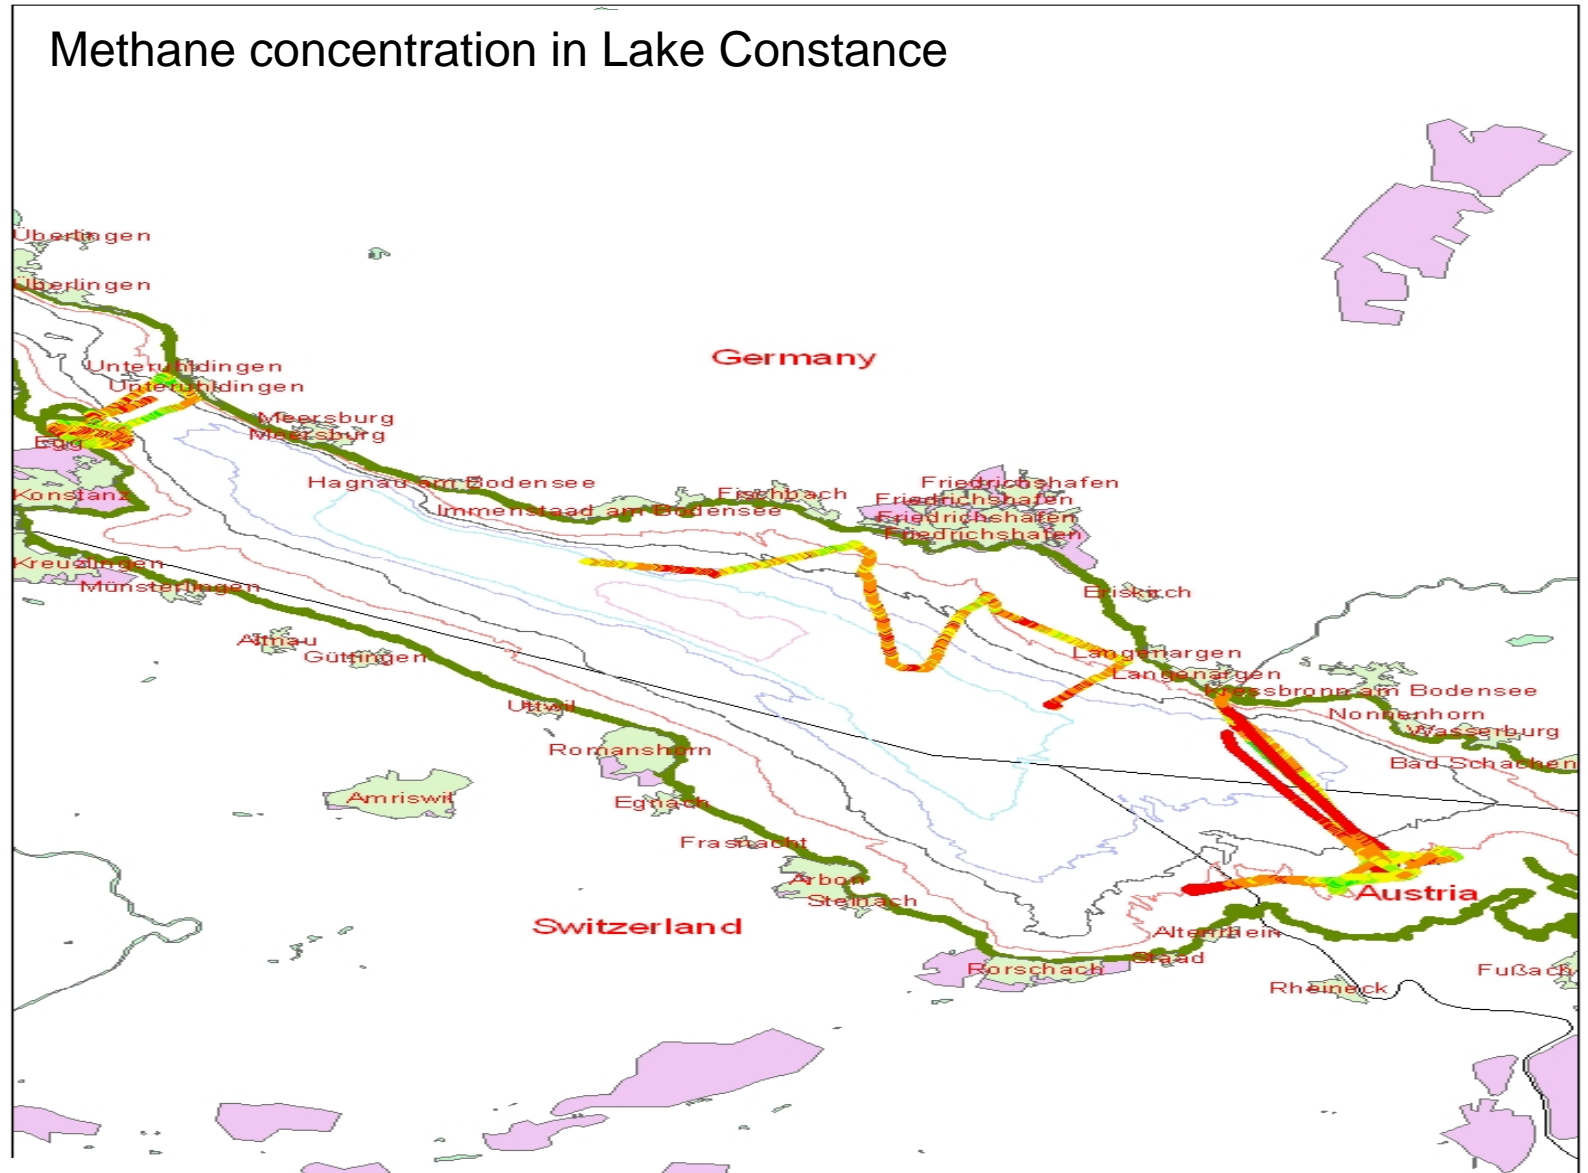 Methane concentration in Lake Constance
Überlingen
Überlingen
Germany
Unteruhldingen
Unteruhldingen
Meersburg
Meersburg
Egg
Hagnau am Bodensee
Friedrichshafen
Konstanz
Fischbach
Friedrichshafen
Immenstaad am Bodensee
Friedrichshafen
Friedrichshafen
Kreuzlingen
Münsterlingen
Eriskirch
Altnau
Güttingen
Langenargen
Langenargen
Kressbronn am Bodensee
Uttwil
Nonnenhorn
Wasserburg
Romanshorn
Bad Schachen
Amriswil
Egnach
Frasnacht
Arbon
Austria
Steinach
Switzerland
Altenrhein
Staad
Rorschach
Fußach
Rheineck